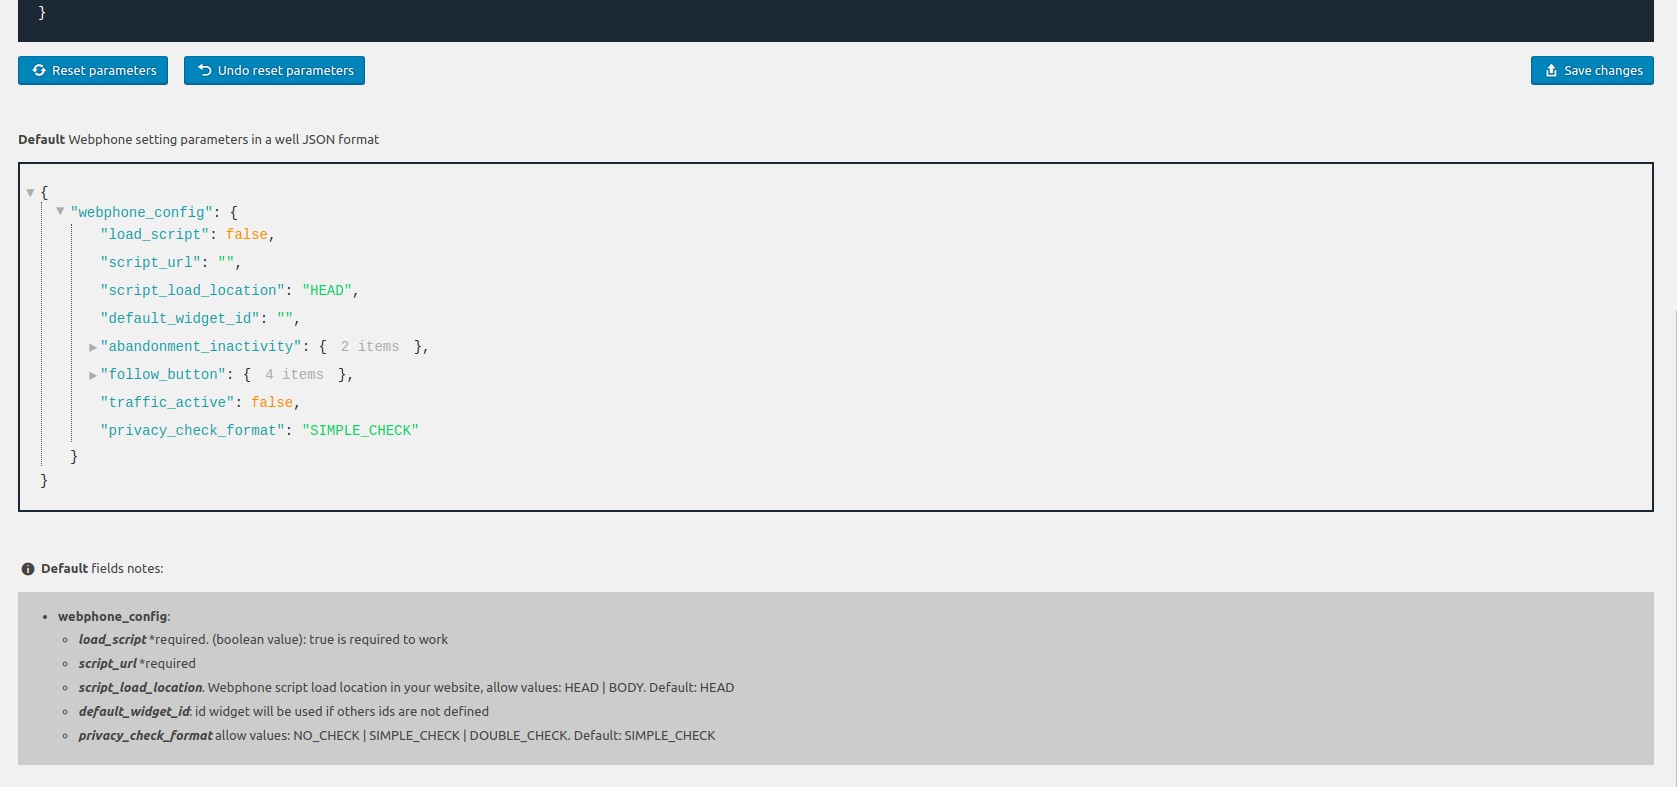 }
Reset parameters Undo reset parameters Save changes
Default Webphone setting parameters in a well JSON format
{
"webphone_config": {
"load_script": false,
"script_url": "",
"script_load_location": "HEAD",
"default_widget_id": "",
"abandonment_inactivity": { 2 items },
"follow_button": { 4 items },
"traffic_active": false,
"privacy_check_format": "SIMPLE_CHECK"
}
}
Default fields notes:
• webphone_config:
◦ load_script *required. (boolean value): true is required to work
◦ script_url *required
◦ script_load_location. Webphone script load location in your website, allow values: HEAD | BODY. Default: HEAD
◦ default_widget_id: id widget will be used if others ids are not defined
◦ privacy_check_format allow values: NO_CHECK | SIMPLE_CHECK | DOUBLE_CHECK. Default: SIMPLE_CHECK